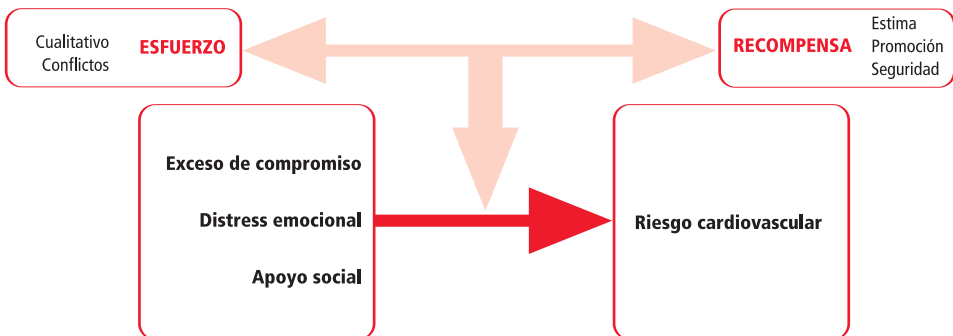 Cualitativo
Conflictos
ESFUERZO
RECOMPENSA
Estima
Promoción
Seguridad
Exceso de compromiso
Distress emocional
Apoyo social
Riesgo cardiovascular